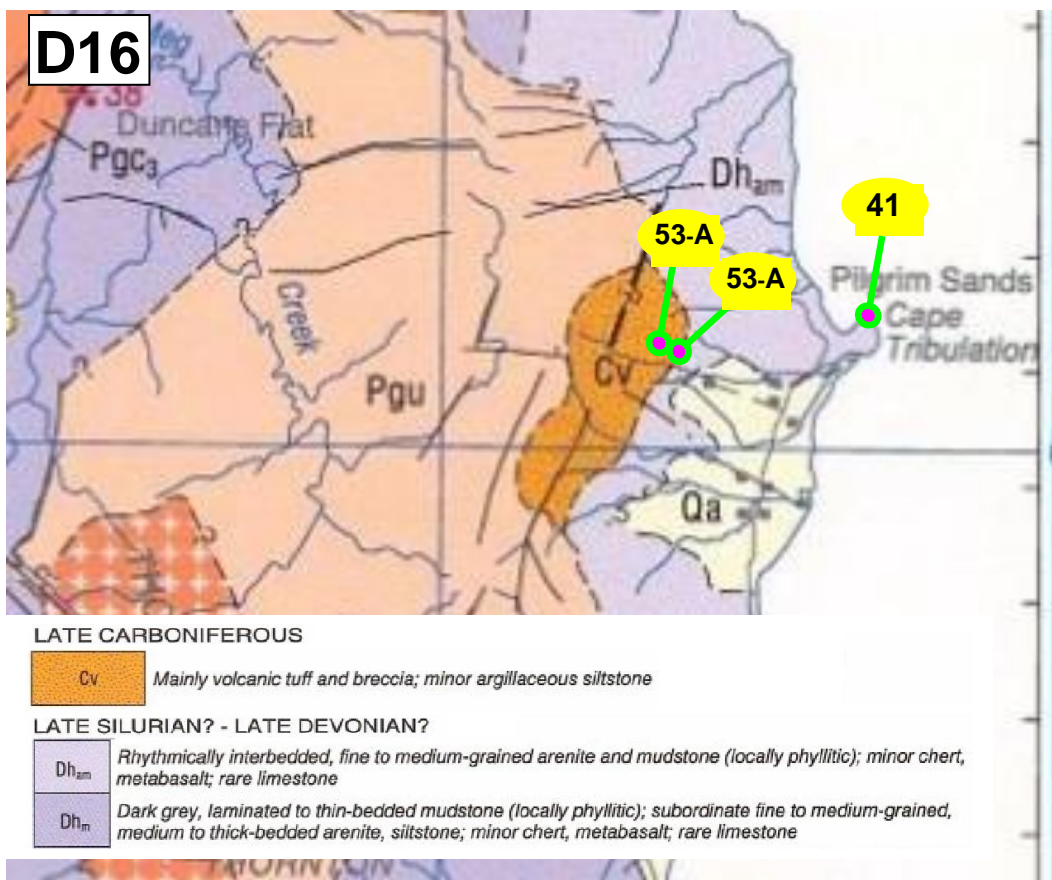 D16
Meg
38
Duncans Flat
Pgc3
?
Dham
41
53-A
53-A
Pilgrim Sands
Cape
Tribulation
Creek
Cv
Pgu
Qa
LATE CARBONIFEROUS
Cv Mainly volcanic tuff and breccia; minor argillaceous siltstone
LATE SILURIAN? - LATE DEVONIAN?
Dham Rhythmically interbedded, fine to medium-grained arenite and mudstone (locally phyllitic); minor chert,
metabasalt; rare limestone
Dhm Dark grey, laminated to thin-bedded mudstone (locally phyllitic); subordinate fine to medium-grained,
medium to thick-bedded arenite, siltstone; minor chert, metabasalt; rare limestone
THORNTON